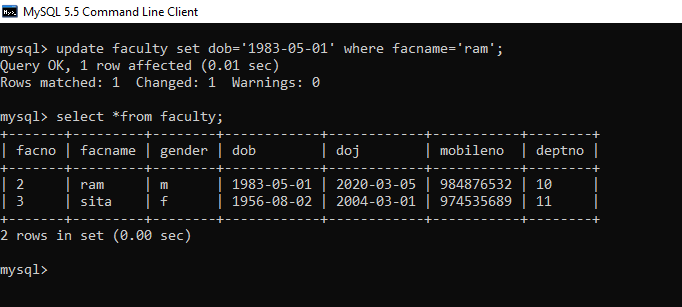 MySQL 5.5 Command Line Client
mysql> update faculty set dob='1983-05-01' where facname='ram';
Query OK, 1 row affected (0.01 sec)
Rows matched: 1  Changed: 1  Warnings: 0
mysql> select *from faculty;
+-------+---------+--------+------------+------------+-----------+--------+
| facno | facname | gender | dob        | doj        | mobileno  | deptno |
+-------+---------+--------+------------+------------+-----------+--------+
| 2     | ram     | m      | 1983-05-01 | 2020-03-05 | 984876532 | 10     |
| 3     | sita    | f      | 1956-08-02 | 2004-03-01 | 974535689 | 11     |
+-------+---------+--------+------------+------------+-----------+--------+
2 rows in set (0.00 sec)
mysql>